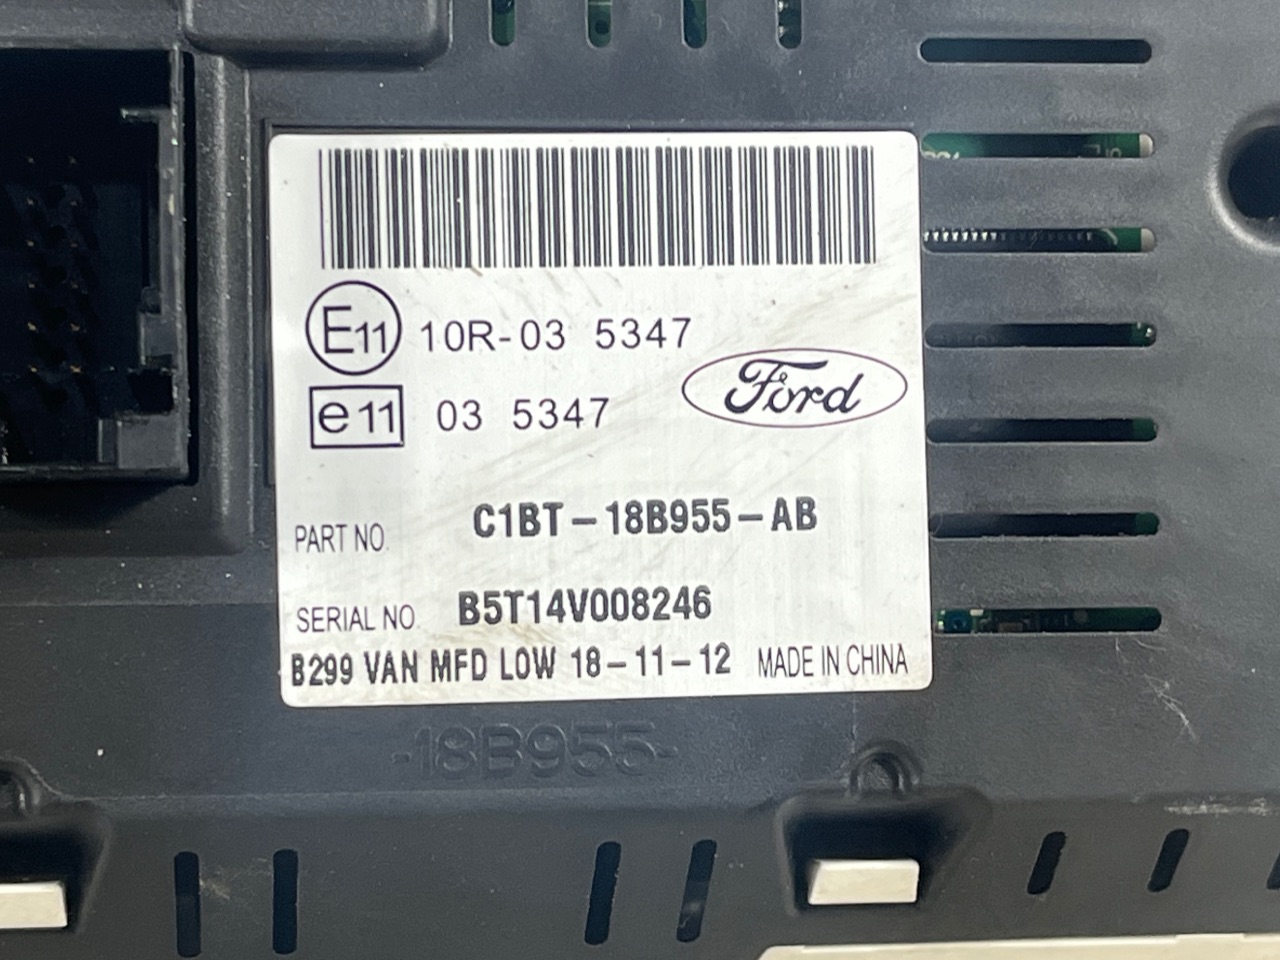 E11 10R-03 5347
Ford
e11 03 5347
PART NO. C1BT-18B955-AB
SERIAL NO. B5T14V008246
B299 VAN MFD LOW 18-11-12 MADE IN CHINA
-18B955-